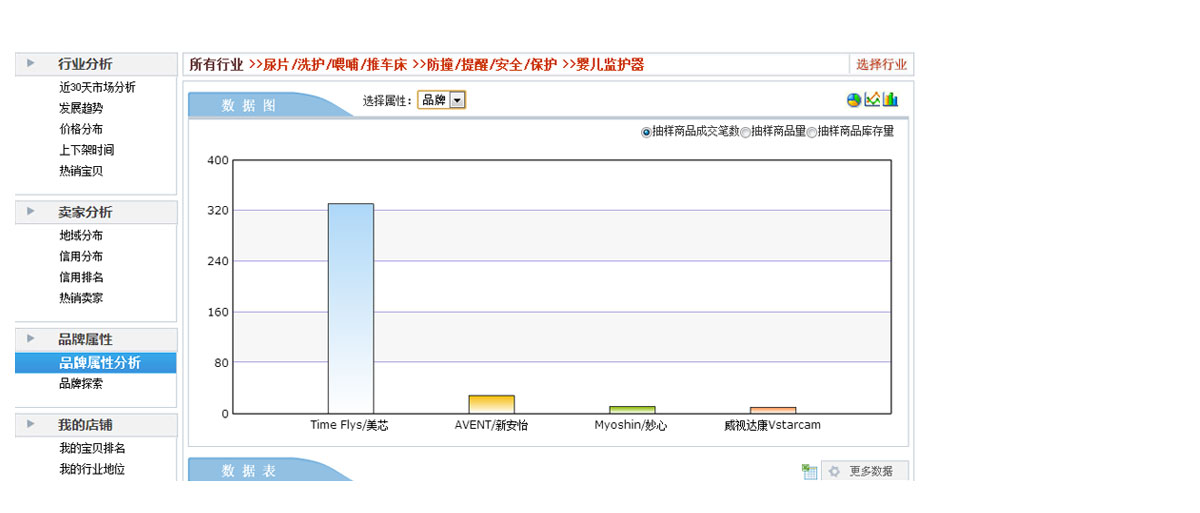 行业分析
近30天市场分析
发展趋势
价格分布
上下架时间
热销宝贝
卖家分析
地域分布
信用分布
信用排名
热销卖家
品牌属性
品牌属性分析
品牌探索
我的店铺
我的宝贝排名
我的行业地位
所有行业 >>尿片/洗护/喂哺/推车床 >>防撞/提醒/安全/保护 >>婴儿监护器
选择行业
数据图
选择属性： 品牌
抽样商品成交笔数 抽样商品量 抽样商品库存量
400
320
240
160
80
0
Time Flys/美芯 AVENT/新安怡 Myoshin/妙心 威视达康Vstarcam
数据表
更多数据